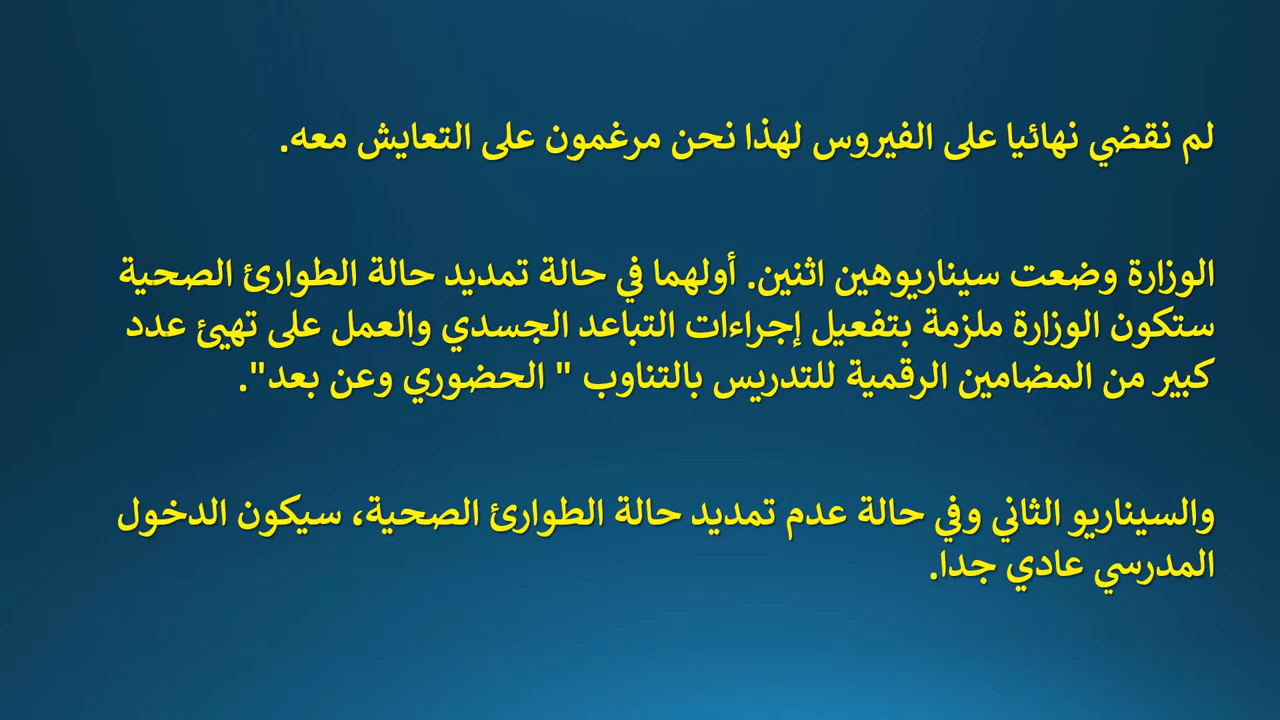 لم نقضي نهائيا على الفيروس لهذا نحن مرغمون على التعايش معه.
الوزارة وضعت سيناريوهين اثنين. أولهما في حالة تمديد حالة الطوارئ الصحية
ستكون الوزارة ملزمة بتفعيل إجراءات التباعد الجسدي والعمل على تهيئ عدد
كبير من المضامين الرقمية للتدريس بالتناوب " الحضوري وعن بعد".
والسيناريو الثاني وفي حالة عدم تمديد حالة الطوارئ الصحية، سيكون الدخول
المدرسي عادي جدا.